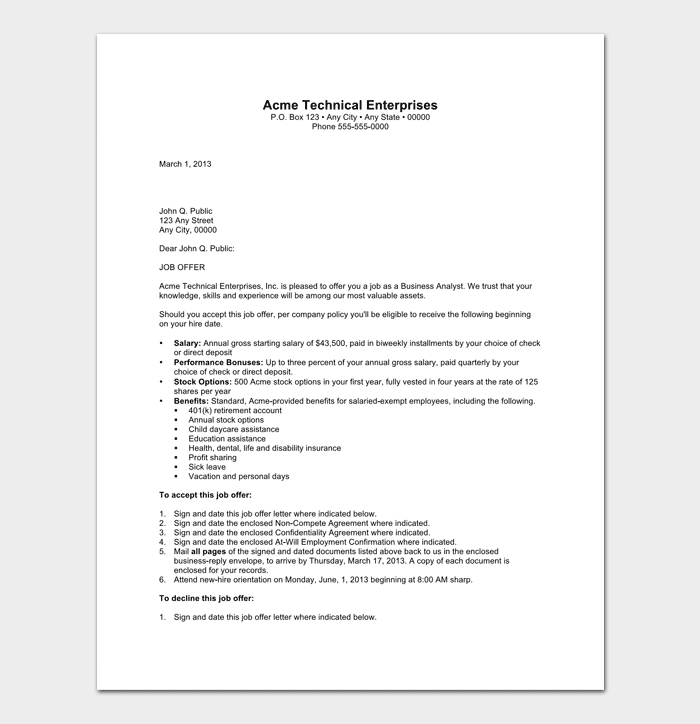 Acme Technical Enterprises
P.O. Box 123 • Any City • Any State • 00000
Phone 555-555-0000
March 1, 2013
John Q. Public
123 Any Street
Any City, 00000
Dear John Q. Public:
JOB OFFER
Acme Technical Enterprises, Inc. is pleased to offer you a job as a Business Analyst. We trust that your
knowledge, skills and experience will be among our most valuable assets.
Should you accept this job offer, per company policy you'll be eligible to receive the following beginning
on your hire date.
• Salary: Annual gross starting salary of $43,500, paid in biweekly installments by your choice of check
or direct deposit
• Performance Bonuses: Up to three percent of your annual gross salary, paid quarterly by your
choice of check or direct deposit.
• Stock Options: 500 Acme stock options in your first year, fully vested in four years at the rate of 125
shares per year
• Benefits: Standard, Acme-provided benefits for salaried-exempt employees, including the following.
▪ 401(k) retirement account
▪ Annual stock options
▪ Child daycare assistance
▪ Education assistance
▪ Health, dental, life and disability insurance
▪ Profit sharing
▪ Sick leave
▪ Vacation and personal days
To accept this job offer:
1. Sign and date this job offer letter where indicated below.
2. Sign and date the enclosed Non-Compete Agreement where indicated.
3. Sign and date the enclosed Confidentiality Agreement where indicated.
4. Sign and date the enclosed At-Will Employment Confirmation where indicated.
5. Mail all pages of the signed and dated documents listed above back to us in the enclosed
business-reply envelope, to arrive by Thursday, March 17, 2013. A copy of each document is
enclosed for your records.
6. Attend new-hire orientation on Monday, June, 1, 2013 beginning at 8:00 AM sharp.
To decline this job offer:
1. Sign and date this job offer letter where indicated below.